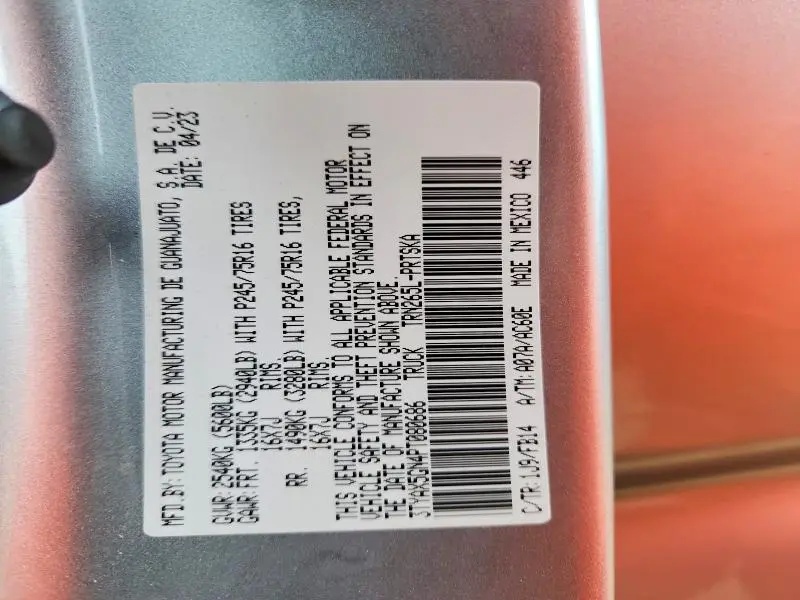 MFD.BY: TOYOTA MOTOR MANUFACTURING DE GUANAJUATO, S.A. DE C.V.
DATE: 04/23
GVWR: 2540KG (5600LB)
GAWR: FRT. 1335KG (2940LB) WITH P245/75R16 TIRES
16X7J RIMS.
RR. 1490KG (3280LB) WITH P245/75R16 TIRES,
16X7J RIMS.
THIS VEHICLE CONFORMS TO ALL APPLICABLE FEDERAL MOTOR
VEHICLE SAFETY AND THEFT PREVENTION STANDARDS IN EFFECT ON
THE DATE OF MANUFACTURE SHOWN ABOVE.
3TYAX5GN4PT080686 TRUCK TRN265L-PRTSKA
C/TR: 1J9/FB14 A/TM: A07A/AC60E MADE IN MEXICO 446